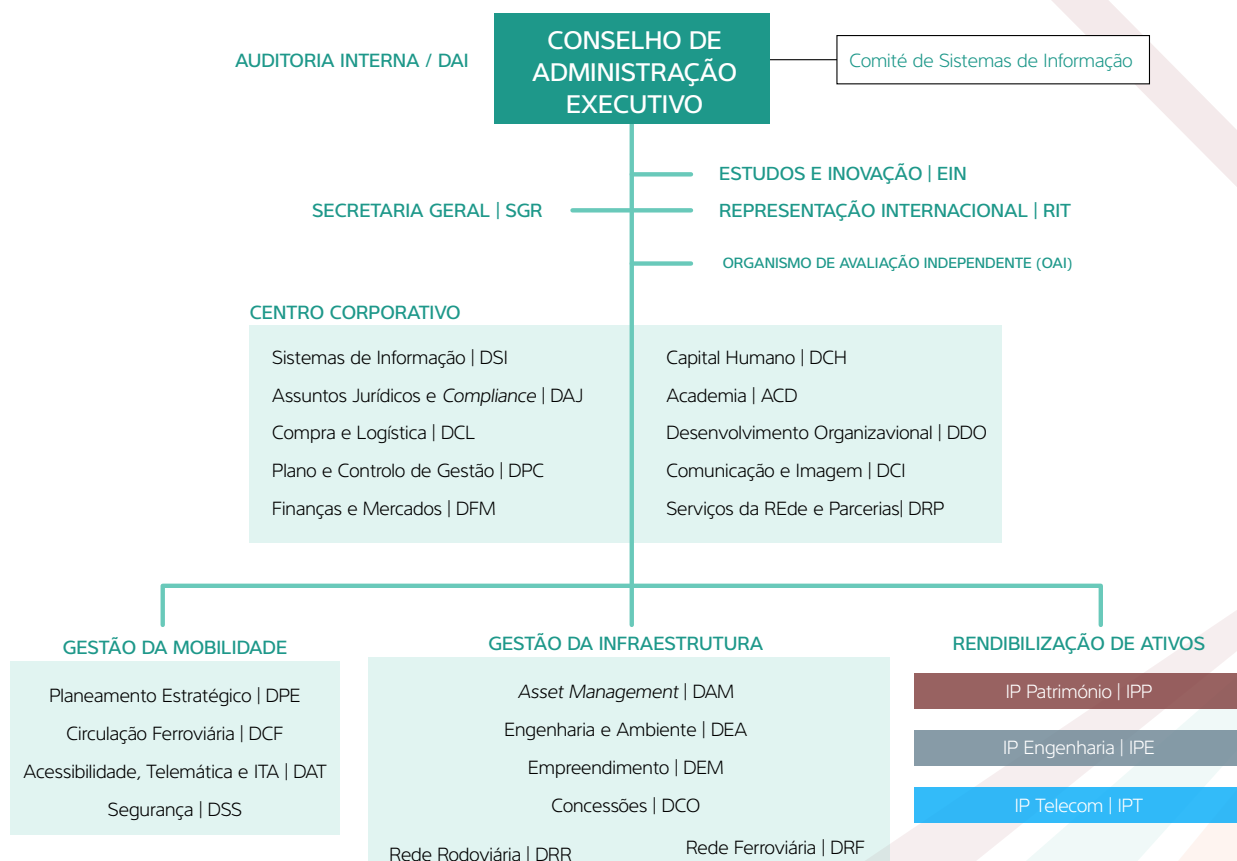 AUDITORIA INTERNA / DAI
CONSELHO DE
ADMINISTRAÇÃO
EXECUTIVO
Comité de Sistemas de Informação
ESTUDOS E INOVAÇÃO | EIN
SECRETARIA GERAL | SGR
REPRESENTAÇÃO INTERNACIONAL | RIT
ORGANISMO DE AVALIAÇÃO INDEPENDENTE (OAI)
CENTRO CORPORATIVO
Sistemas de Informação | DSI
Assuntos Jurídicos e Compliance | DAJ
Compra e Logística | DCL
Plano e Controlo de Gestão | DPC
Finanças e Mercados | DFM
Capital Humano | DCH
Academia | ACD
Desenvolvimento Organizavional | DDO
Comunicação e Imagem | DCI
Serviços da REde e Parcerias| DRP
GESTÃO DA MOBILIDADE
Planeamento Estratégico | DPE
Circulação Ferroviária | DCF
Acessibilidade, Telemática e ITA | DAT
Segurança | DSS
GESTÃO DA INFRAESTRUTURA
Asset Management | DAM
Engenharia e Ambiente | DEA
Empreendimento | DEM
Concessões | DCO
Rede Rodoviária | DRR
Rede Ferroviária | DRF
RENDIBILIZAÇÃO DE ATIVOS
IP Património | IPP
IP Engenharia | IPE
IP Telecom | IPT